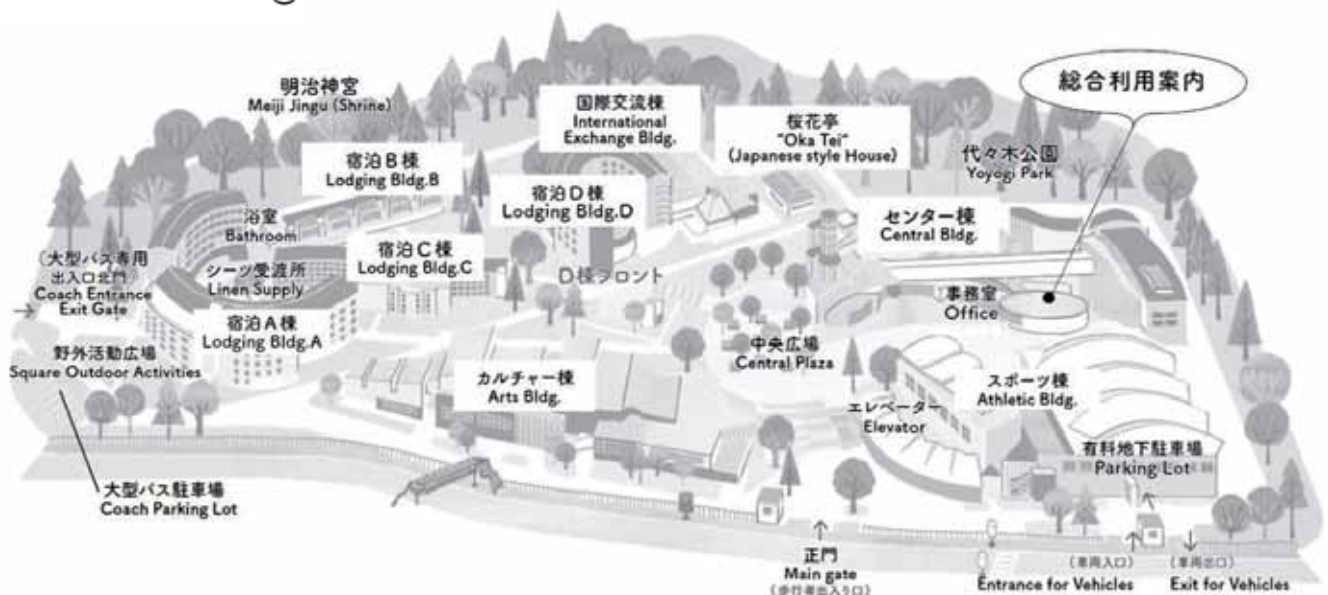 総合利用案内
明治神宮
Meiji Jingu (Shrine)
国際交流棟
International
Exchange Bldg.
桜花亭
"Oka Tei"
(Japanese style House)
代々木公園
Yoyogi Park
宿泊B棟
Lodging Bldg.B
宿泊D棟
Lodging Bldg.D
センター棟
Central Bldg.
浴室
Bathroom
宿泊C棟
Lodging Bldg.C
D棟フロント
(大型バス専用
出入口北門)
Coach Entrance
Exit Gate
シーツ受渡所
Linen Supply
事務室
Office
宿泊A棟
Lodging Bldg.A
野外活動広場
Square Outdoor Activities
中央広場
Central Plaza
カルチャー棟
Arts Bldg.
スポーツ棟
Athletic Bldg.
エレベーター
Elevator
有料地下駐車場
Parking Lot
大型バス駐車場
Coach Parking Lot
正門
Main gate
(歩行者出入り口)
(車両入口)
Entrance for Vehicles
(車両出口)
Exit for Vehicles